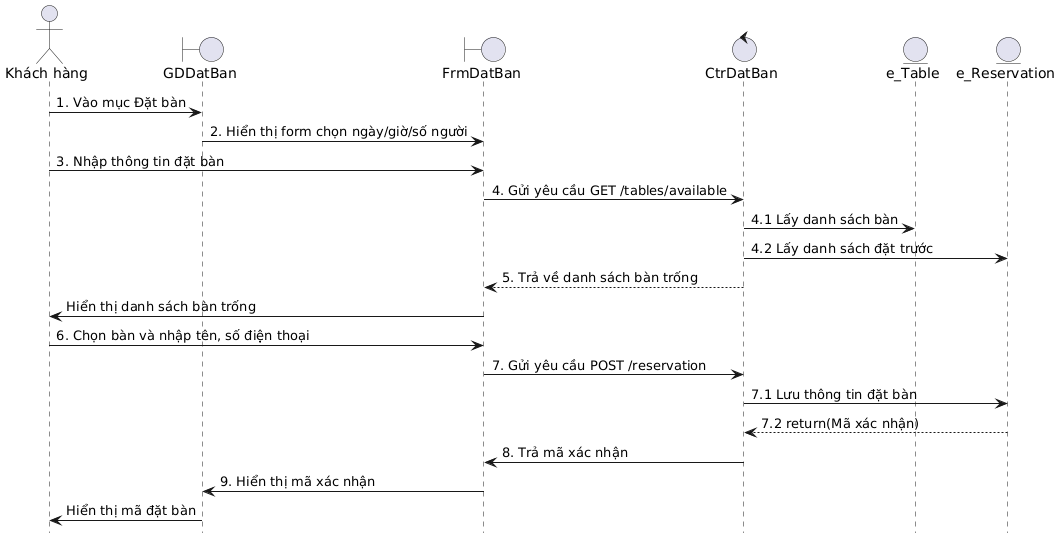 Khách hàng
GDDatBan
FrmDatBan
CtrDatBan
e_Table
e_Reservation
1. Vào mục Đặt bàn
2. Hiển thị form chọn ngày/giờ/số người
3. Nhập thông tin đặt bàn
4. Gửi yêu cầu GET /tables/available
4.1 Lấy danh sách bàn
4.2 Lấy danh sách đặt trước
5. Trả về danh sách bàn trống
Hiển thị danh sách bàn trống
6. Chọn bàn và nhập tên, số điện thoại
7. Gửi yêu cầu POST /reservation
7.1 Lưu thông tin đặt bàn
7.2 return(Mã xác nhận)
8. Trả mã xác nhận
9. Hiển thị mã xác nhận
Hiển thị mã đặt bàn